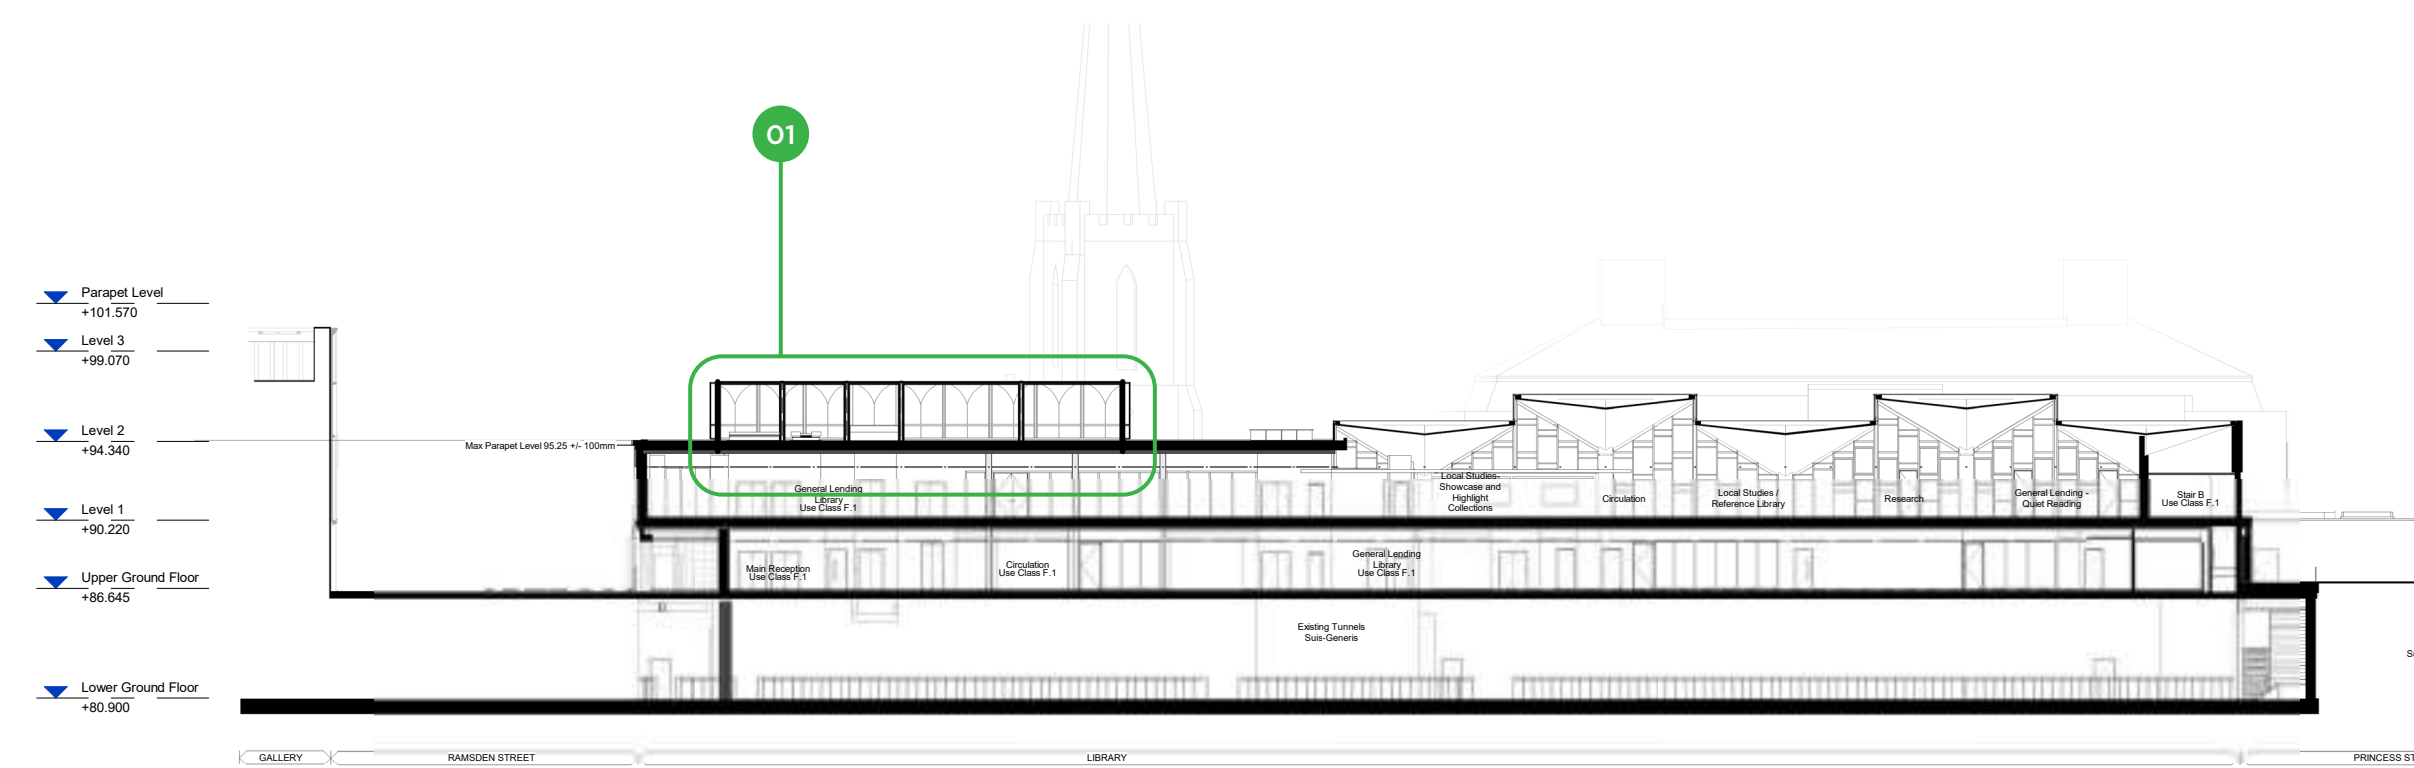 01
Parapet Level
+101.570
Level 3
+99.070
Level 2
+94.340
Max Parapet Level 95.25 +/- 100mm
Level 1
+90.220
Upper Ground Floor
+86.645
Lower Ground Floor
+80.900
General Lending
Library
Use Class F.1
Local Studies-
Showcase and
Highlight
Collections
Circulation
Local Studies /
Reference Library
Research
General Lending -
Quiet Reading
Stair B
Use Class F.1
Main Reception
Use Class F.1
Circulation
Use Class F.1
General Lending
Library
Use Class F.1
Existing Tunnels
Suis-Generis
GALLERY
RAMSDEN STREET
LIBRARY
PRINCESS ST